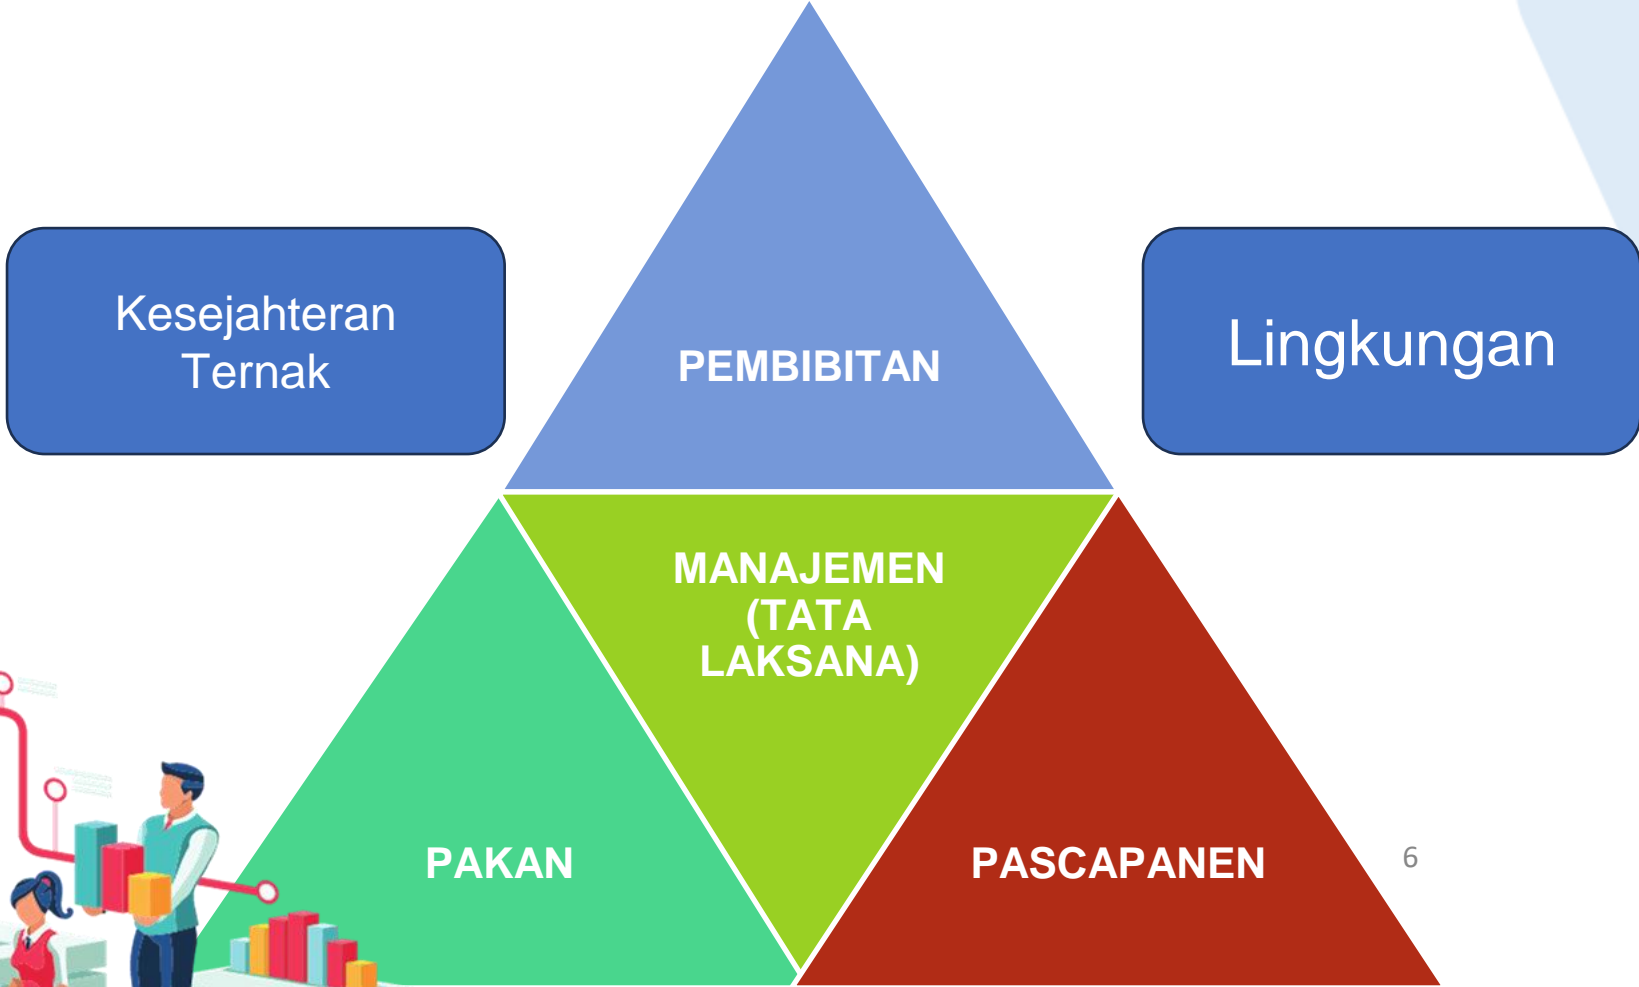 Kesejahteran
Ternak
PEMBIBITAN
Lingkungan
MANAJEMEN
(TATA
LAKSANA)
PAKAN
PASCAPANEN
6